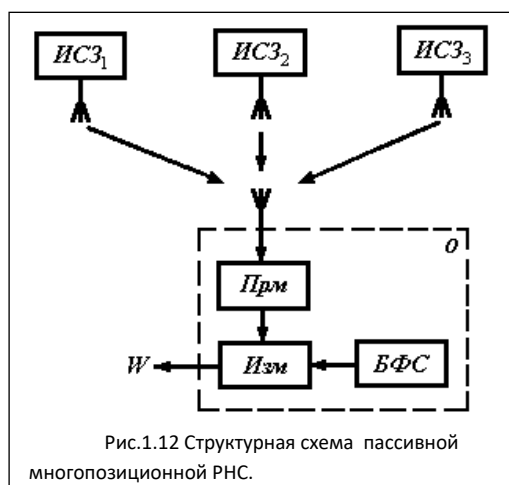 ИСЗ₁ ИСЗ₂ ИСЗ₃
о
Прм
W Изм БФС
Рис.1.12 Структурная схема пассивной
многопозиционной РНС.